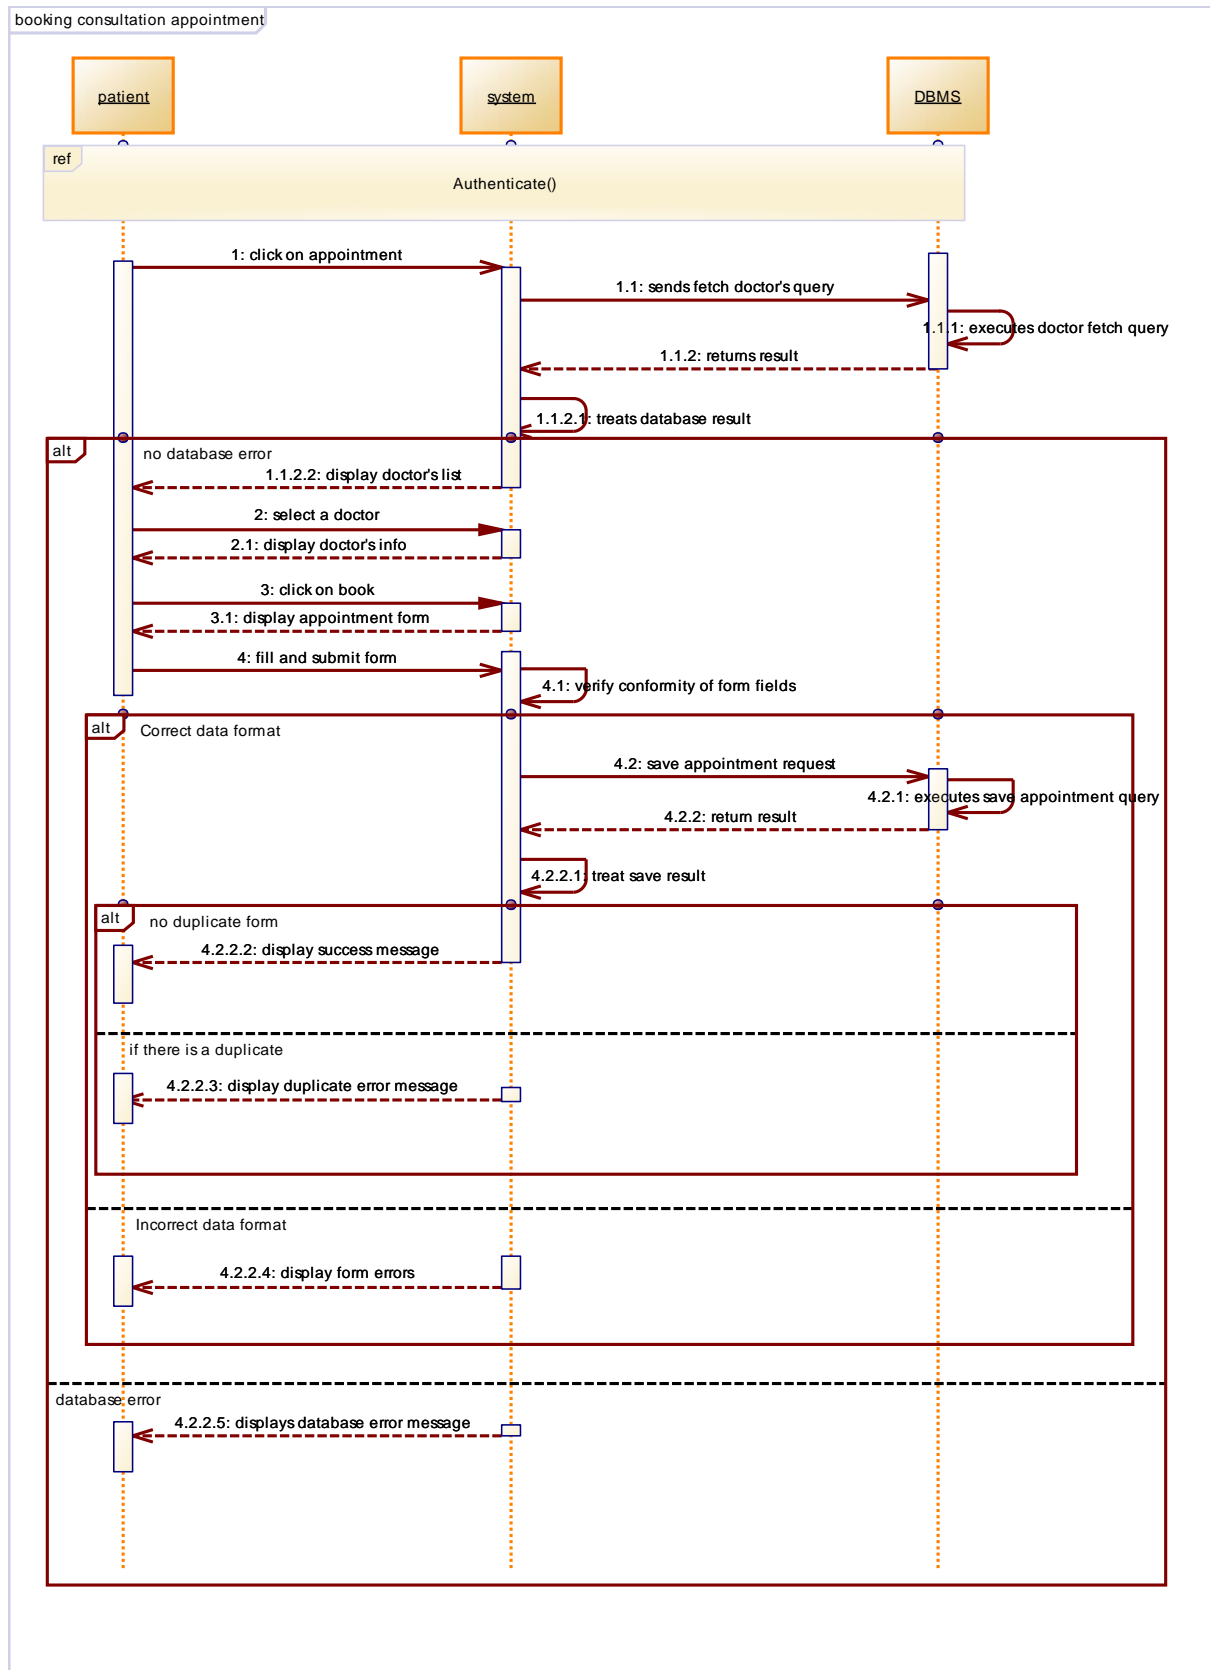 booking consultation appointment
patient
system
DBMS
ref
Authenticate()
1: click on appointment
1.1: sends fetch doctor's query
1.1.1: executes doctor fetch query
1.1.2: returns result
1.1.2.1: treats database result
alt
no database error
1.1.2.2: display doctor's list
2: select a doctor
2.1: display doctor's info
3: click on book
3.1: display appointment form
4: fill and submit form
4.1: verify conformity of form fields
alt
Correct data format
4.2: save appointment request
4.2.1: executes save appointment query
4.2.2: return result
4.2.2.1: treat save result
alt
no duplicate form
4.2.2.2: display success message
if there is a duplicate
4.2.2.3: display duplicate error message
Incorrect data format
4.2.2.4: display form errors
database error
4.2.2.5: displays database error message